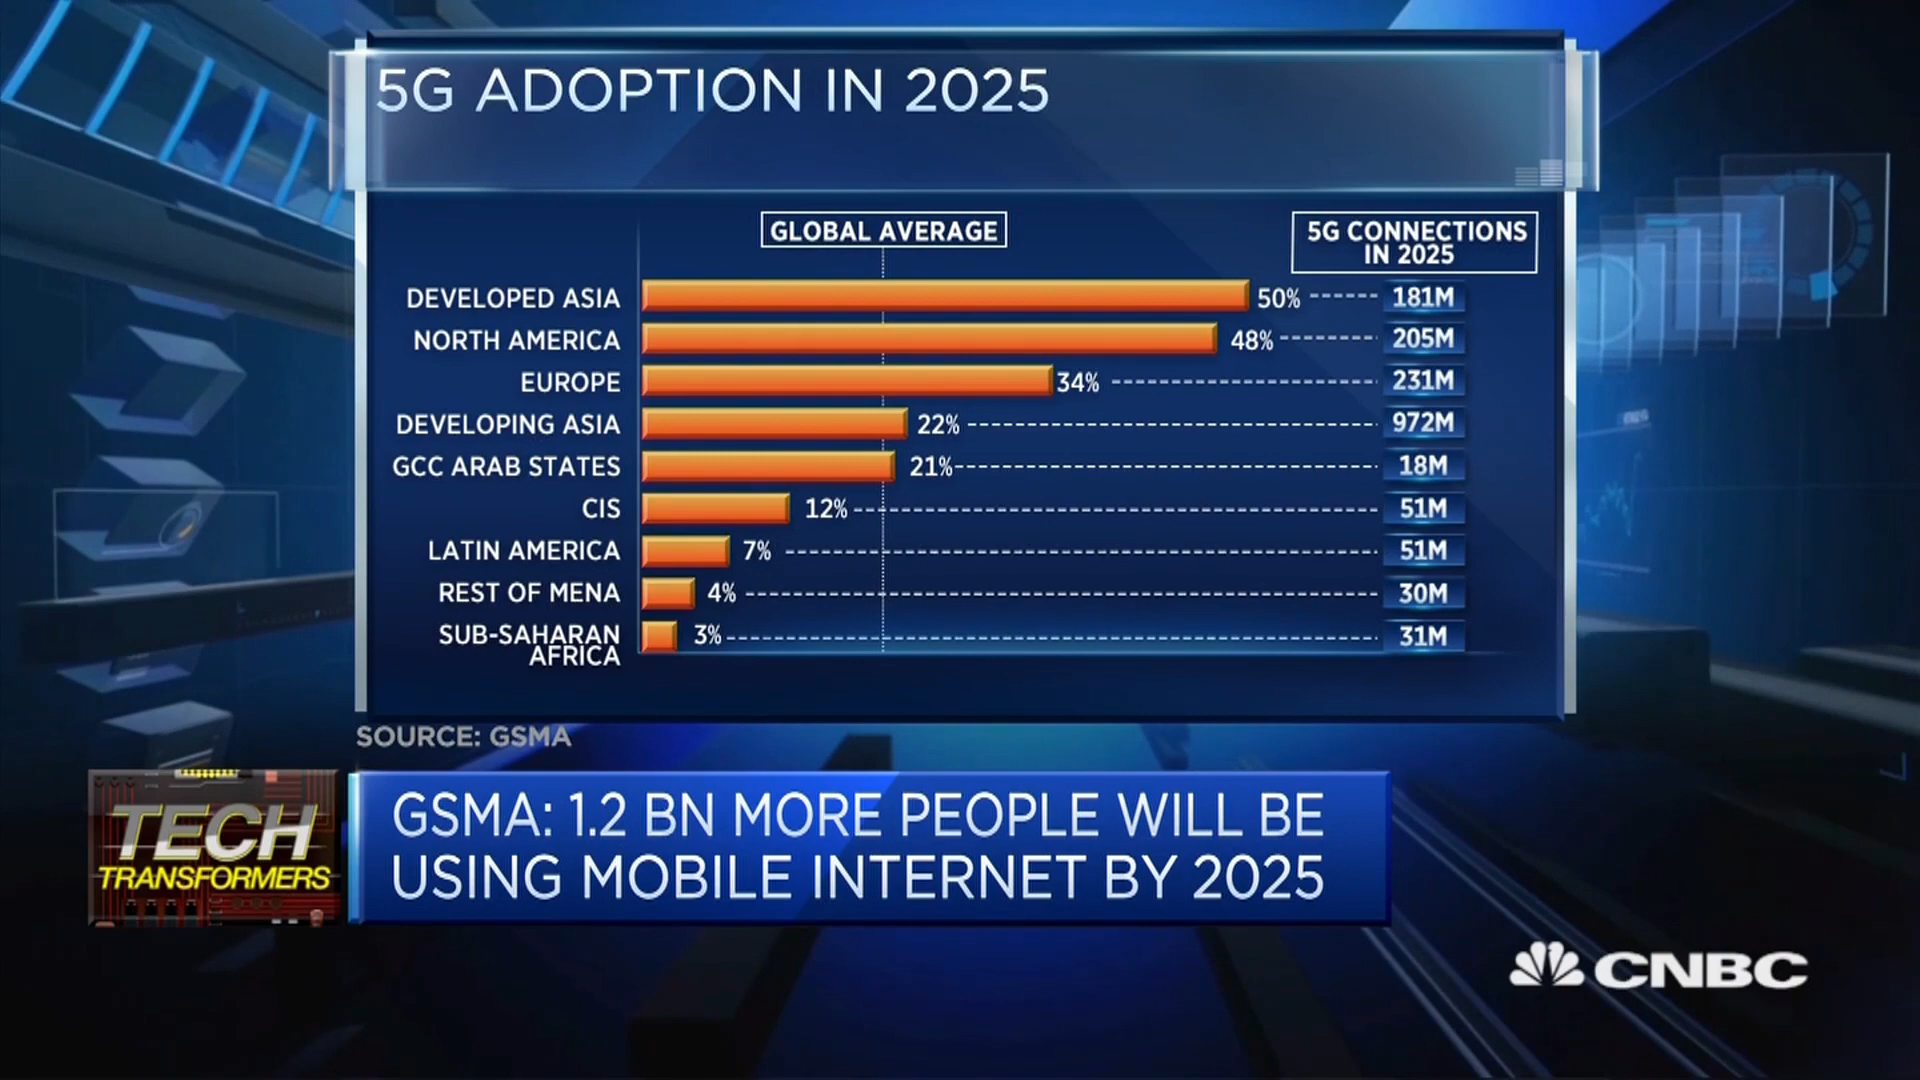 5G ADOPTION IN 2025
GLOBAL AVERAGE
5G CONNECTIONS
IN 2025
DEVELOPED ASIA 50% 181M
NORTH AMERICA 48% 205M
EUROPE 34% 231M
DEVELOPING ASIA 22% 972M
GCC ARAB STATES 21% 18M
CIS 12% 51M
LATIN AMERICA 7% 51M
REST OF MENA 4% 30M
SUB-SAHARAN 3% 31M
AFRICA
SOURCE: GSMA
TECH
TRANSFORMERS
GSMA: 1.2 BN MORE PEOPLE WILL BE
USING MOBILE INTERNET BY 2025
CNBC